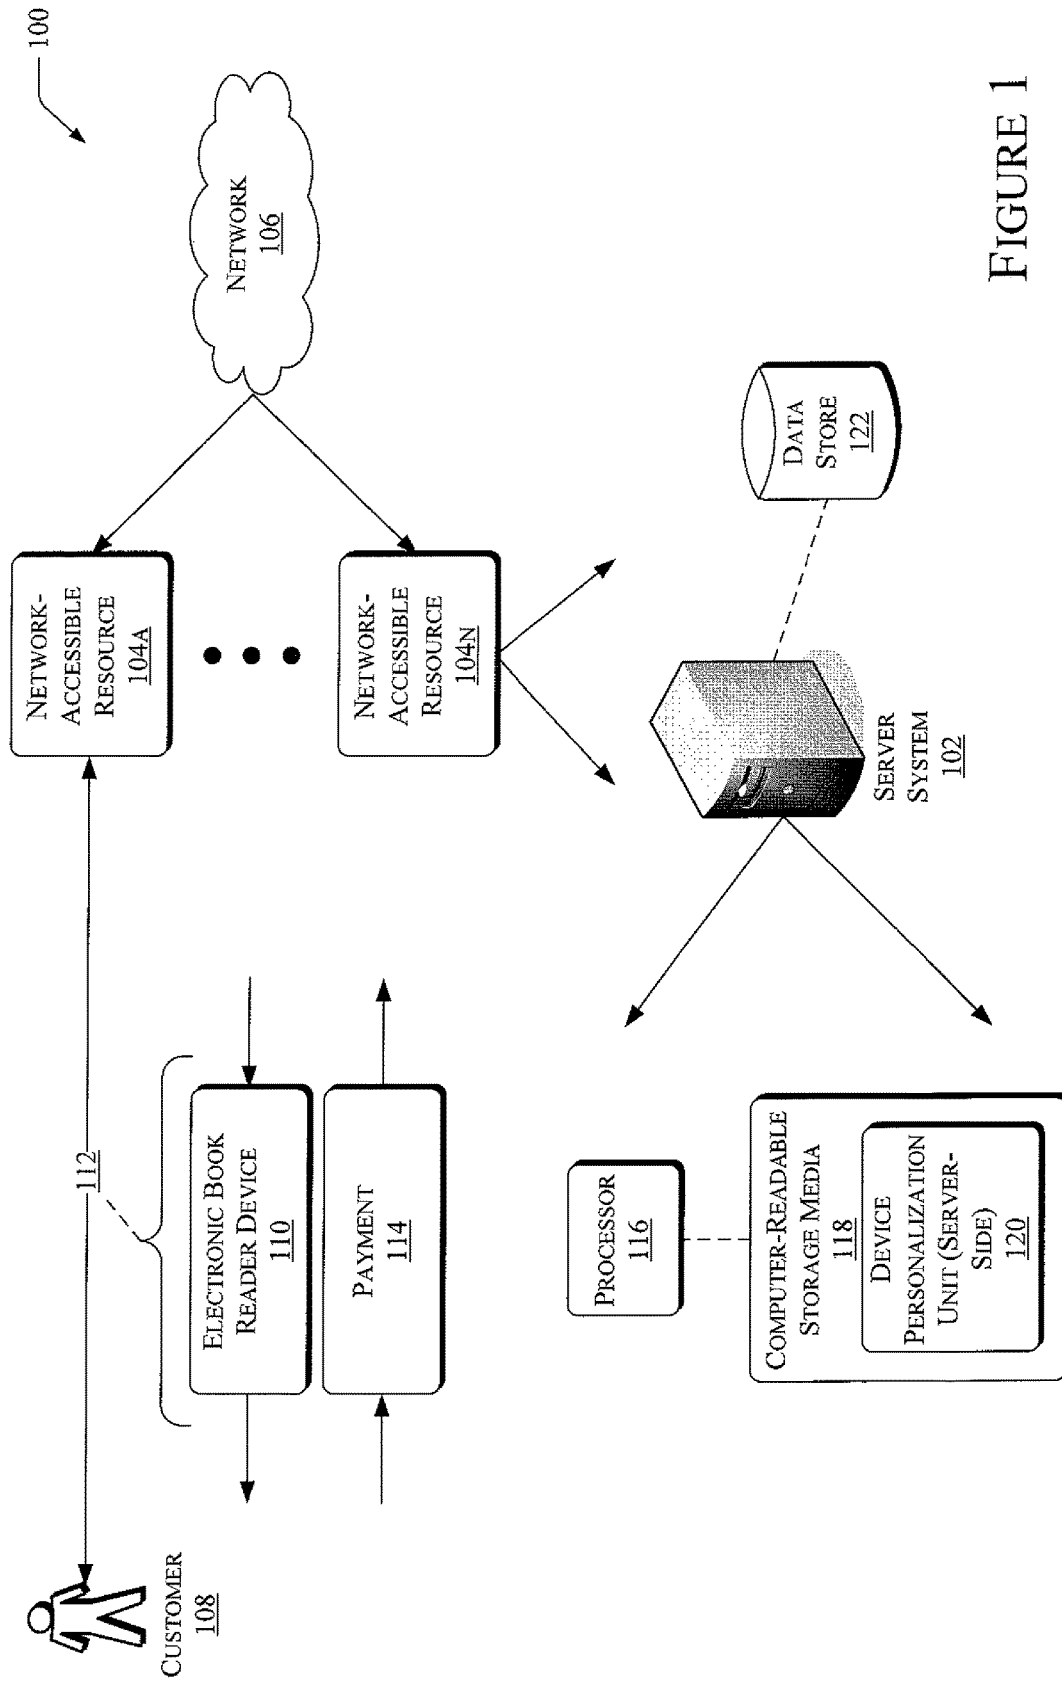 100
CUSTOMER
108
112
NETWORK-
ACCESSIBLE
RESOURCE
104A
NETWORK
106
ELECTRONIC BOOK
READER DEVICE
110
PAYMENT
114
NETWORK-
ACCESSIBLE
RESOURCE
104N
PROCESSOR
116
COMPUTER-READABLE
STORAGE MEDIA
118
DEVICE
PERSONALIZATION
UNIT (SERVER-
SIDE)
120
SERVER
SYSTEM
102
DATA
STORE
122
FIGURE 1